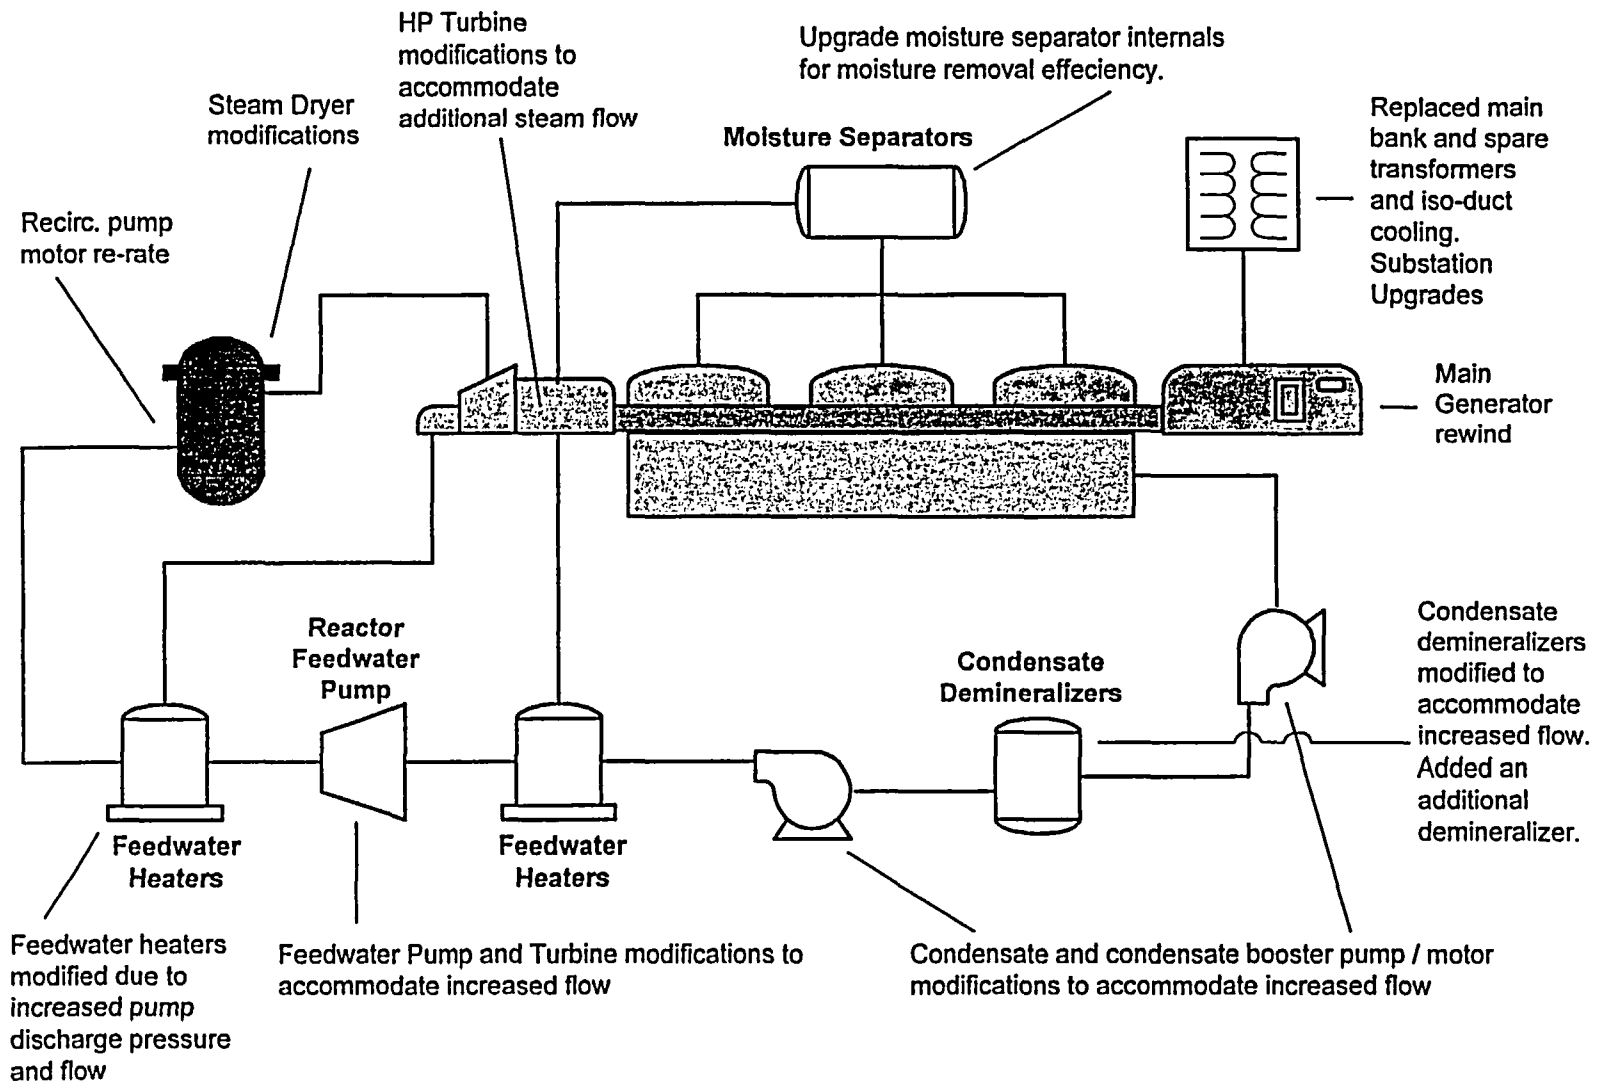 HP Turbine
modifications to
accommodate
additional steam flow
Upgrade moisture separator internals
for moisture removal effeciency.
Steam Dryer
modifications
Moisture Separators
Replaced main
bank and spare
transformers
and iso-duct
cooling.
Substation
Upgrades
Recirc. pump
motor re-rate
Main
Generator
rewind
Reactor
Feedwater
Pump
Condensate
Demineralizers
Condensate
demineralizers
modified to
accommodate
increased flow.
Added an
additional
demineralizer.
Feedwater
Heaters
Feedwater
Heaters
Feedwater heaters
modified due to
increased pump
discharge pressure
and flow
Feedwater Pump and Turbine modifications to
accommodate increased flow
Condensate and condensate booster pump / motor
modifications to accommodate increased flow